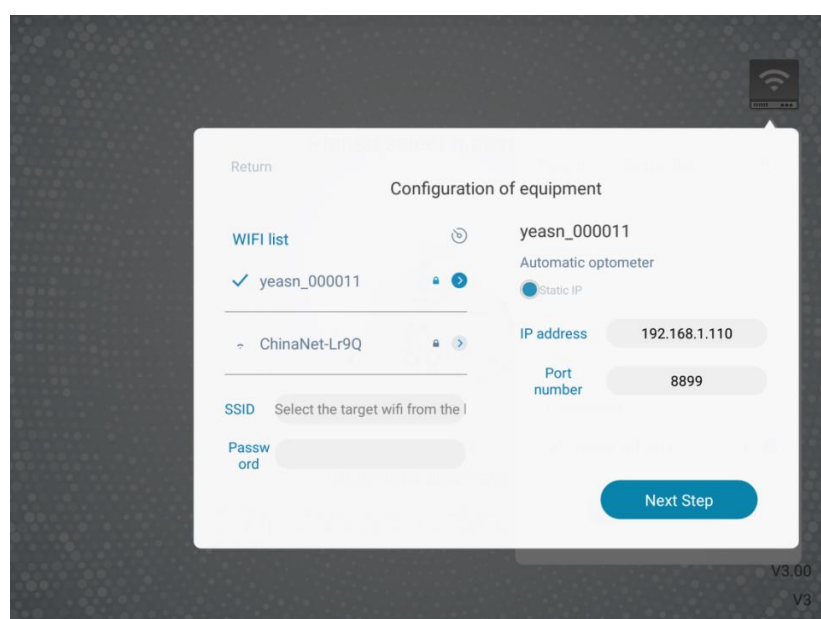 Return
Configuration of equipment
WIFI list
yeasn_000011
ChinaNet-Lr9Q
SSID Select the target wifi from the l
Passw
ord
yeasn_000011
Automatic optometer
Static IP
IP address 192.168.1.110
Port
number
8899
Next Step
V3.00
V3